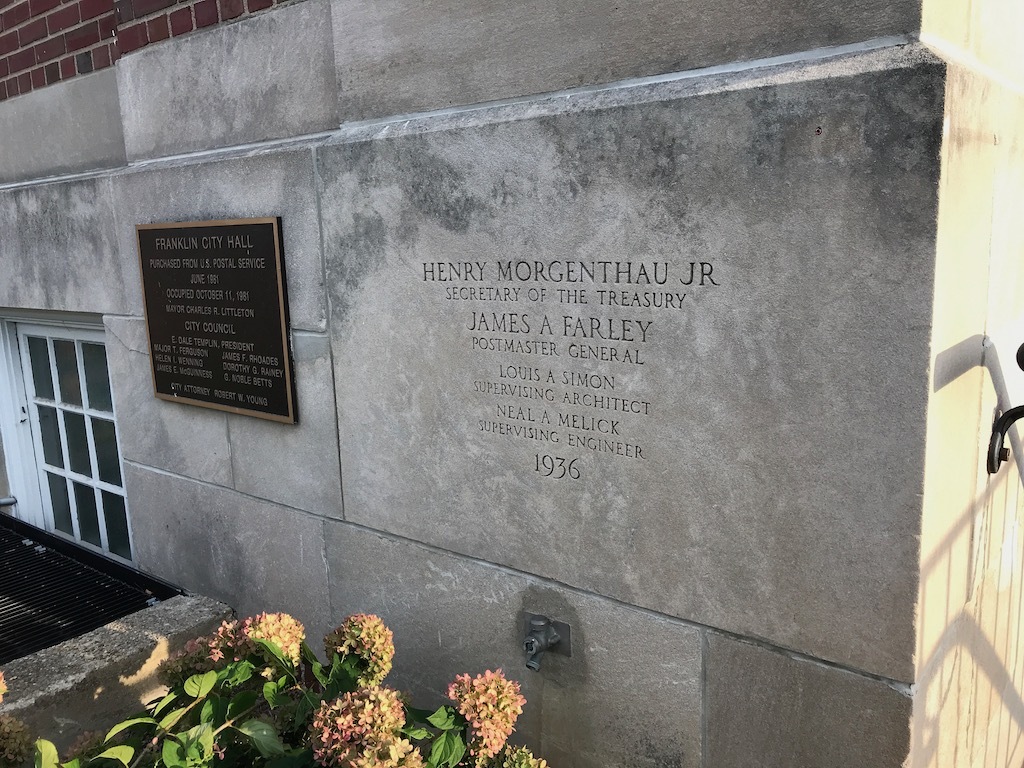 FRANKLIN CITY HALL
PURCHASED FROM U.S. POSTAL SERVICE
JUNE 1981
OCCUPIED OCTOBER 11, 1981
MAYOR CHARLES R. LITTLETON
CITY COUNCIL
E. DALE TEMPLIN, PRESIDENT
MAJOR T. FERGUSON JAMES F. RHOADES
HELEN I. WENNING DOROTHY G. RAINEY
JAMES E. McGUINNESS G. NOBLE BETTS
CITY ATTORNEY ROBERT W. YOUNG
HENRY MORGENTHAU JR
SECRETARY OF THE TREASURY
JAMES A FARLEY
POSTMASTER GENERAL
LOUIS A SIMON
SUPERVISING ARCHITECT
NEAL A MELICK
SUPERVISING ENGINEER
1936